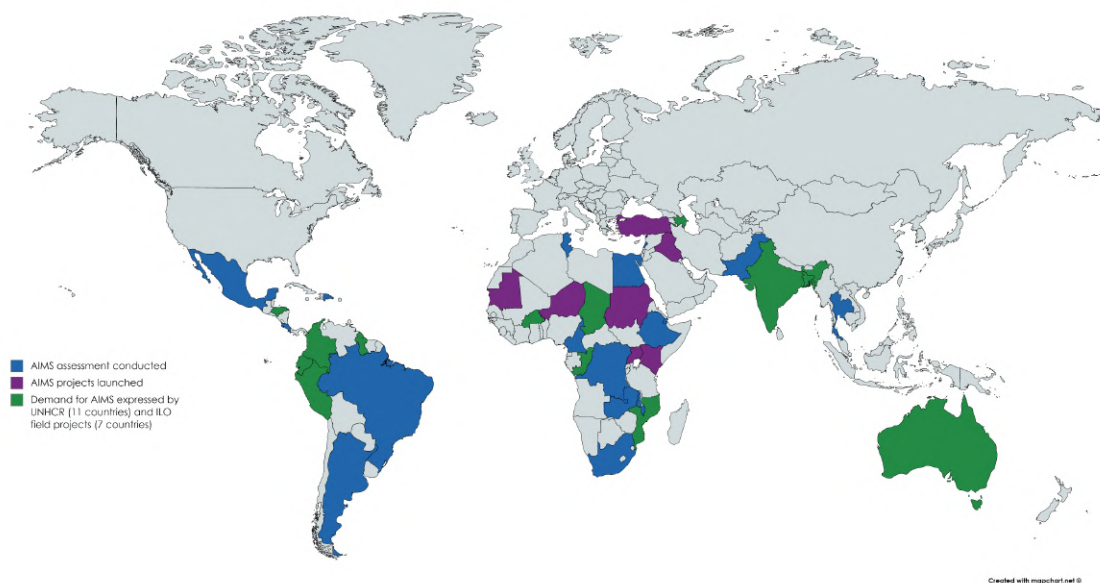 AIMS assessment conducted
AIMS projects launched
Demand for AIMS expressed by
UNHCR (11 countries) and ILO
field projects (7 countries)
Created with mapchart.net ©